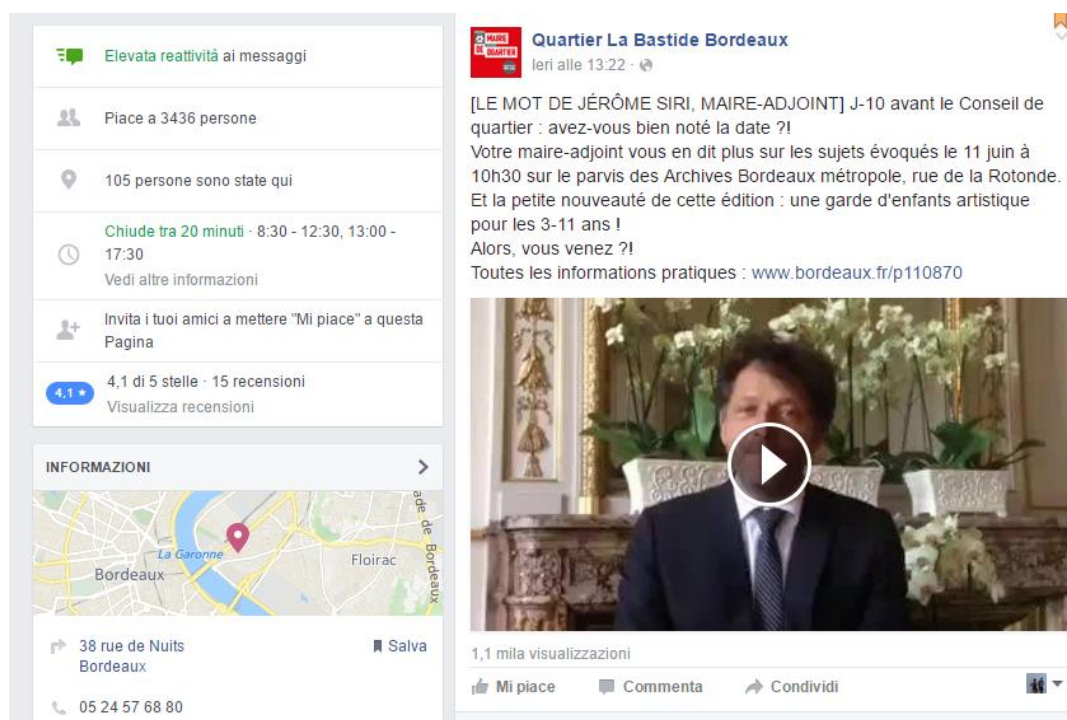 Elevata reattività ai messaggi
Piace a 3436 persone
105 persone sono state qui
Chiude tra 20 minuti · 8:30 - 12:30, 13:00 -
17:30
Vedi altre informazioni
Invita i tuoi amici a mettere "Mi piace" a questa
Pagina
4,1 ★
4,1 di 5 stelle · 15 recensioni
Visualizza recensioni
INFORMAZIONI
La Garonne
Bordeaux
Floirac
ade de Bordeaux
38 rue de Nuits
Bordeaux
Salva
05 24 57 68 80
MAIRE
DE QUARTIER
Quartier La Bastide Bordeaux
Ieri alle 13:22 ·
[LE MOT DE JÉRÔME SIRI, MAIRE-ADJOINT] J-10 avant le Conseil de
quartier : avez-vous bien noté la date ?!
Votre maire-adjoint vous en dit plus sur les sujets évoqués le 11 juin à
10h30 sur le parvis des Archives Bordeaux métropole, rue de la Rotonde.
Et la petite nouveauté de cette édition : une garde d'enfants artistique
pour les 3-11 ans !
Alors, vous venez ?!
Toutes les informations pratiques : www.bordeaux.fr/p110870
1,1 mila visualizzazioni
Mi piace
Commenta
Condividi